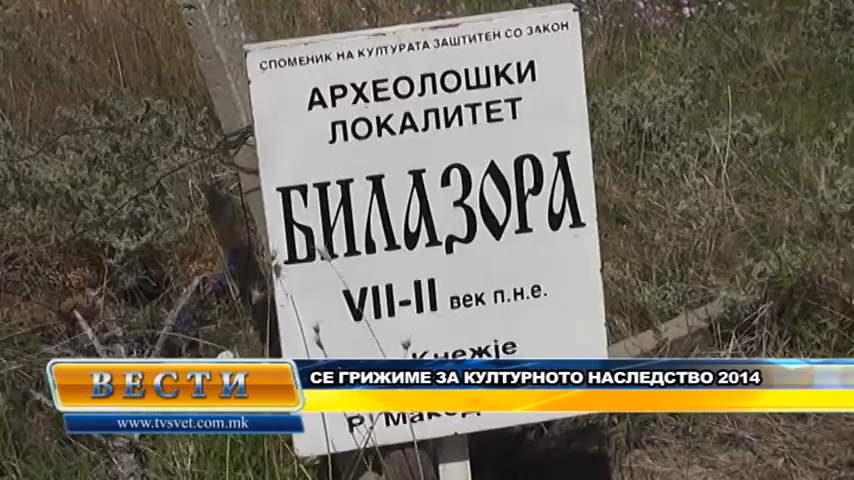 СПОМЕНИК НА КУЛТУРАТА ЗАШТИТЕН СО ЗАКОН
АРХЕОЛОШКИ
ЛОКАЛИТЕТ
БИЛАЗОРА
VII-II век п.н.е.
Кнежје
Р.
ВЕСТИ
СЕ ГРИЖИМЕ ЗА КУЛТУРНОТО НАСЛЕДСТВО 2014
www.tvsvet.com.mk